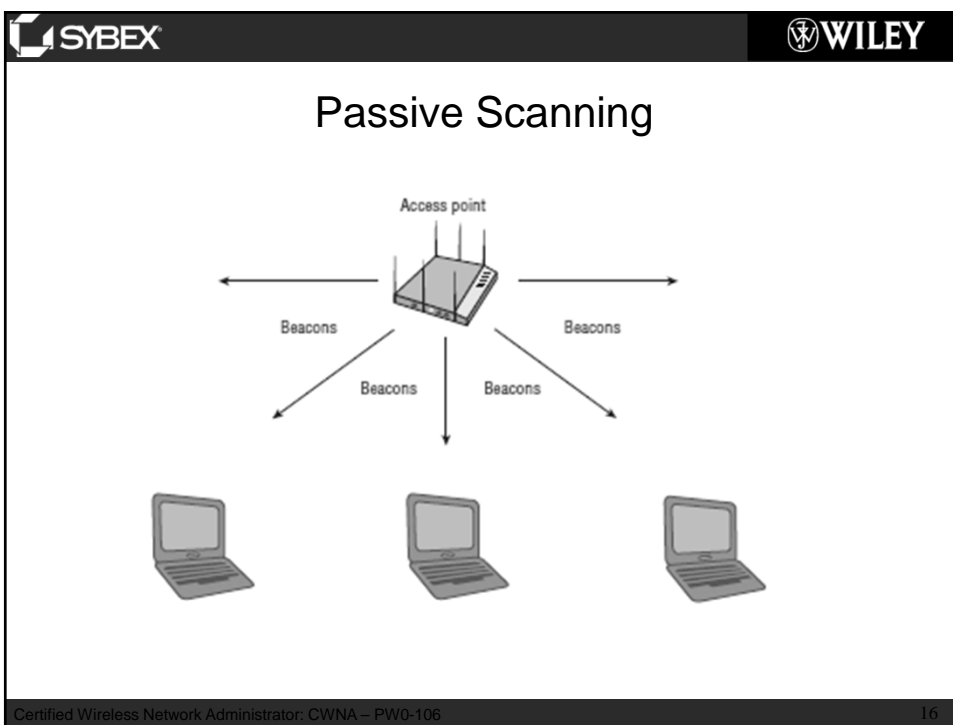 SYBEX®
WILEY
Passive Scanning
Access point
Beacons
Beacons
Beacons
Beacons
Certified Wireless Network Administrator: CWNA – PW0-106
16